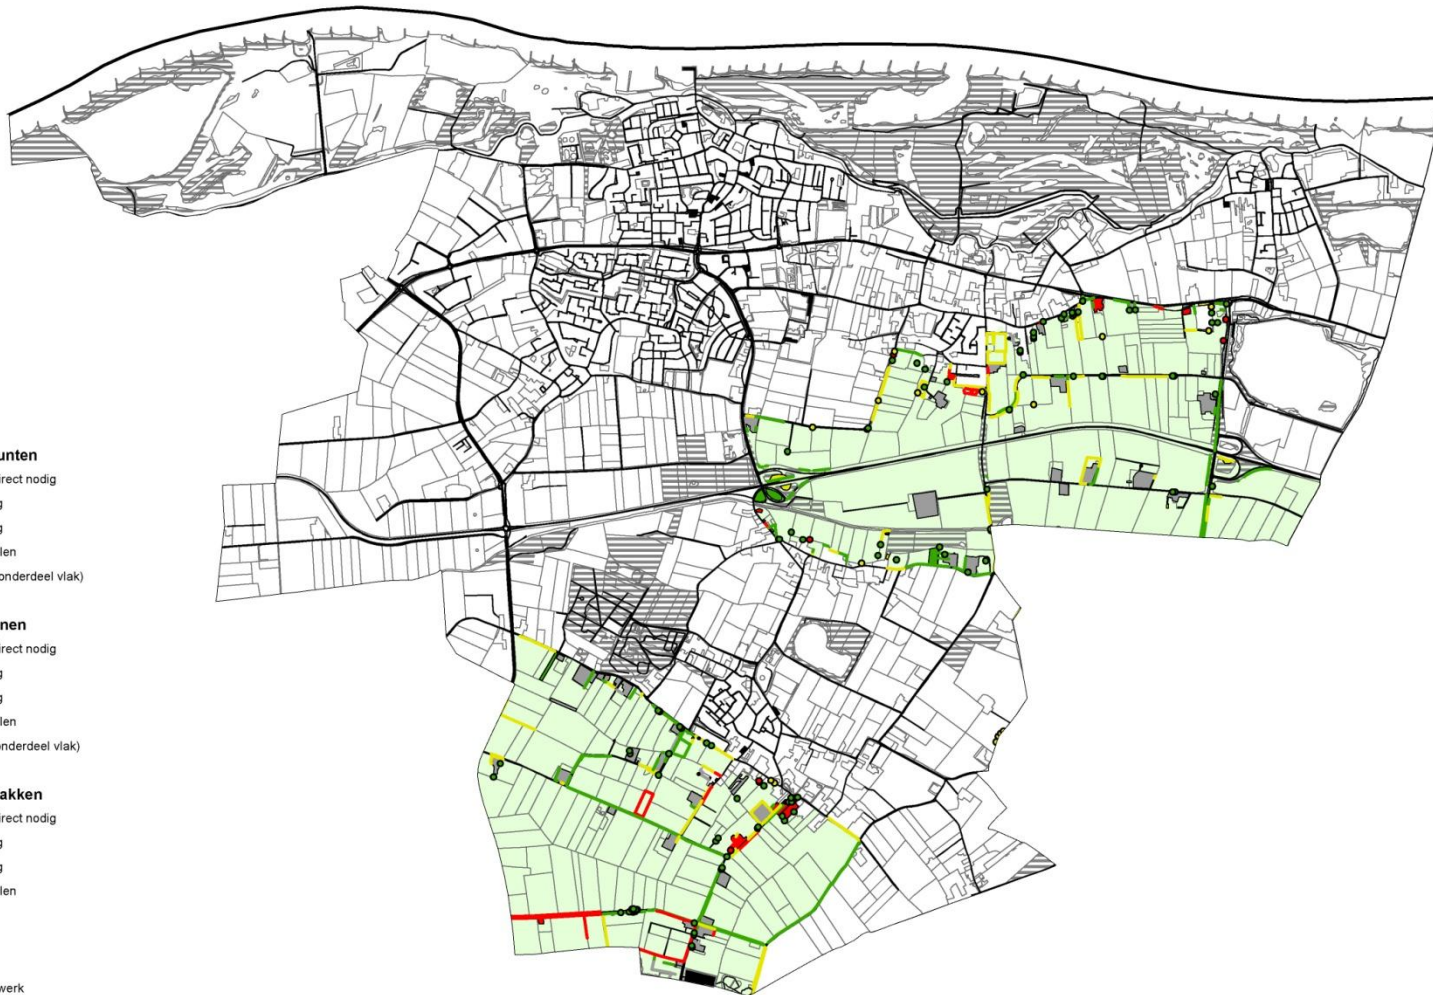 unten
irect nodig
g
g
len
onderdeel vlak)
nen
irect nodig
g
g
len
onderdeel vlak)
akken
irect nodig
g
g
len
werk